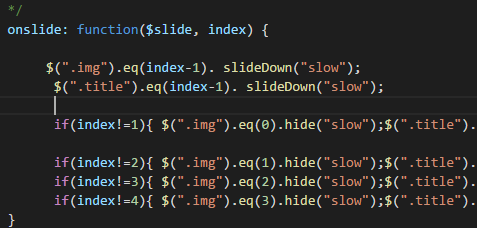 */
onslide: function($slide, index) {
$(".img").eq(index-1). slideDown("slow");
$(".title").eq(index-1). slideDown("slow");
if(index!=1){ $(".img").eq(0).hide("slow");$(".title").
if(index!=2){ $(".img").eq(1).hide("slow");$(".title").
if(index!=3){ $(".img").eq(2).hide("slow");$(".title").
if(index!=4){ $(".img").eq(3).hide("slow");$(".title").
}